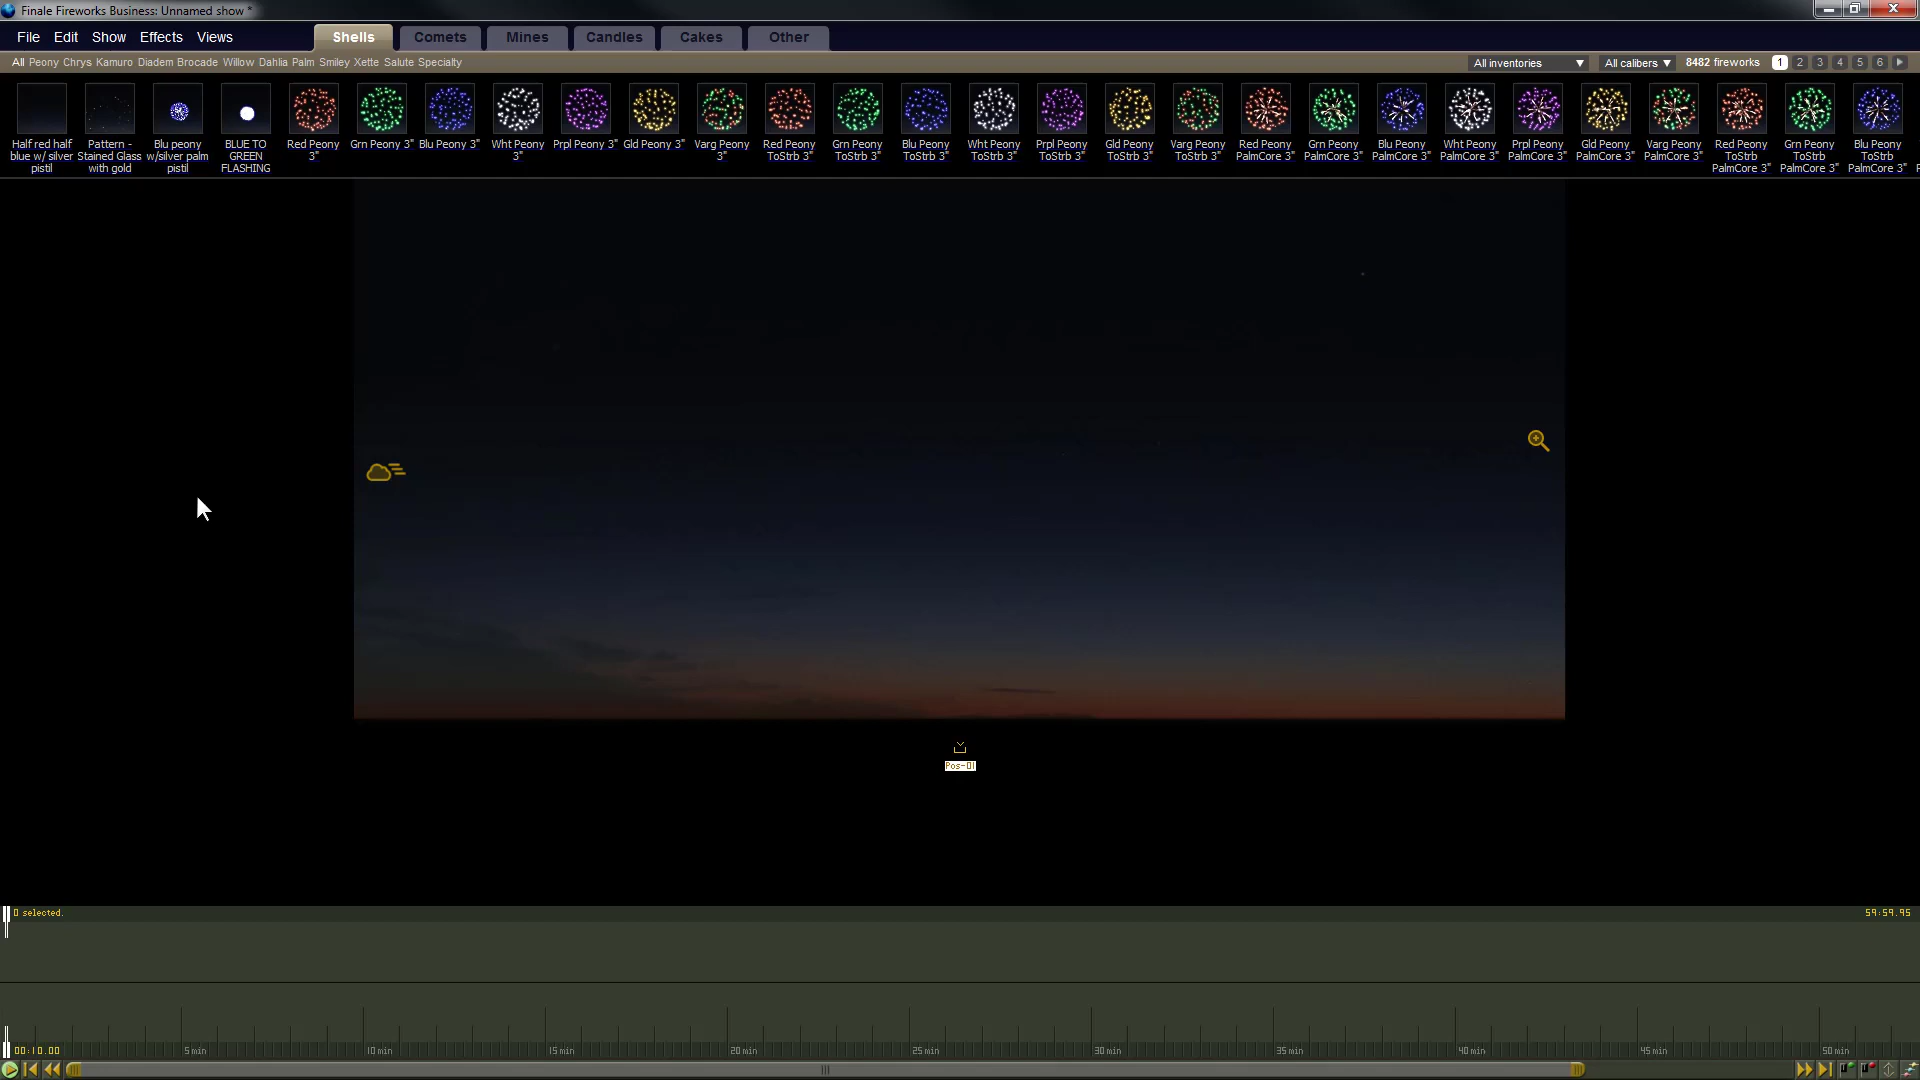 Finale Fireworks Business: Unnamed show *
File Edit Show Effects Views
Shells Comets Mines Candles Cakes Other
All Peony Chrys Kamuro Diadem Brocade Willow Dahlia Palm Smiley Xette Salute Specialty
All inventories All calibers 8482 fireworks 1 2 3 4 5 6
Half red half blue w/ silver pistil
Pattern - Stained Glass with gold
Blu peony w/silver palm pistil
BLUE TO GREEN FLASHING
Red Peony 3"
Grn Peony 3"
Blu Peony 3"
Wht Peony 3"
Prpl Peony 3"
Gld Peony 3"
Varg Peony 3"
Red Peony ToStrb 3"
Grn Peony ToStrb 3"
Blu Peony ToStrb 3"
Wht Peony ToStrb 3"
Prpl Peony ToStrb 3"
Gld Peony ToStrb 3"
Varg Peony ToStrb 3"
Red Peony PalmCore 3"
Grn Peony PalmCore 3"
Blu Peony PalmCore 3"
Wht Peony PalmCore 3"
Prpl Peony PalmCore 3"
Gld Peony PalmCore 3"
Varg Peony PalmCore 3"
Red Peony ToStrb PalmCore 3"
Grn Peony ToStrb PalmCore 3"
Blu Peony ToStrb PalmCore 3"
Pos-01
0 selected.
59:59.95
00:10.00 5 min 10 min 15 min 20 min 25 min 30 min 35 min 40 min 45 min 50 min